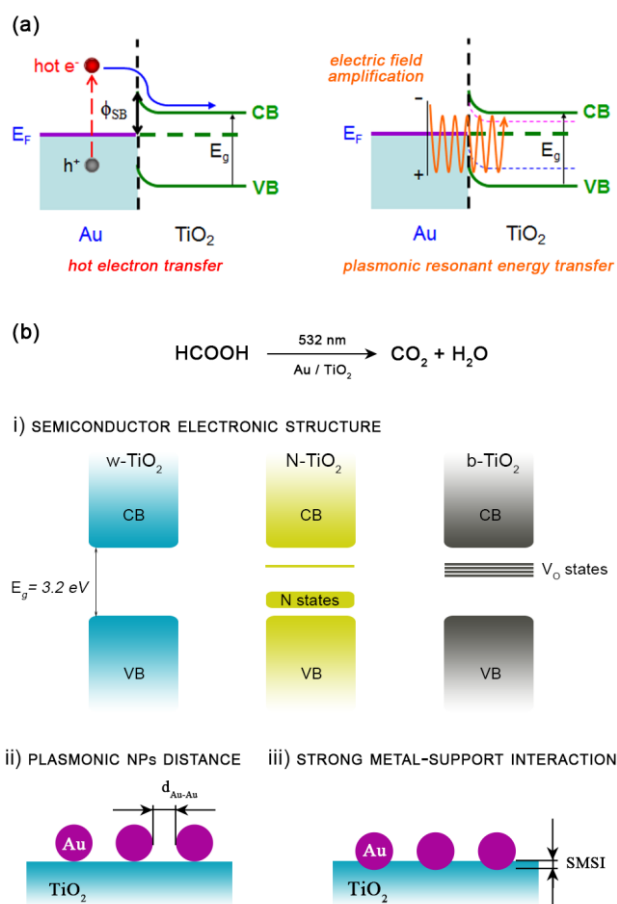 (a)
hot e⁻
ϕSB
CB
EF
Eg
h⁺
VB
Au
TiO₂
hot electron transfer
electric field
amplification
−
CB
EF
Eg
+
VB
Au
TiO₂
plasmonic resonant energy transfer
(b)
HCOOH
532 nm
Au / TiO₂
CO₂ + H₂O
i) SEMICONDUCTOR ELECTRONIC STRUCTURE
w-TiO₂
N-TiO₂
b-TiO₂
CB
CB
CB
Eg= 3.2 eV
VO states
N states
VB
VB
VB
ii) PLASMONIC NPs DISTANCE
dAu-Au
Au
TiO₂
iii) STRONG METAL-SUPPORT INTERACTION
Au
SMSI
TiO₂